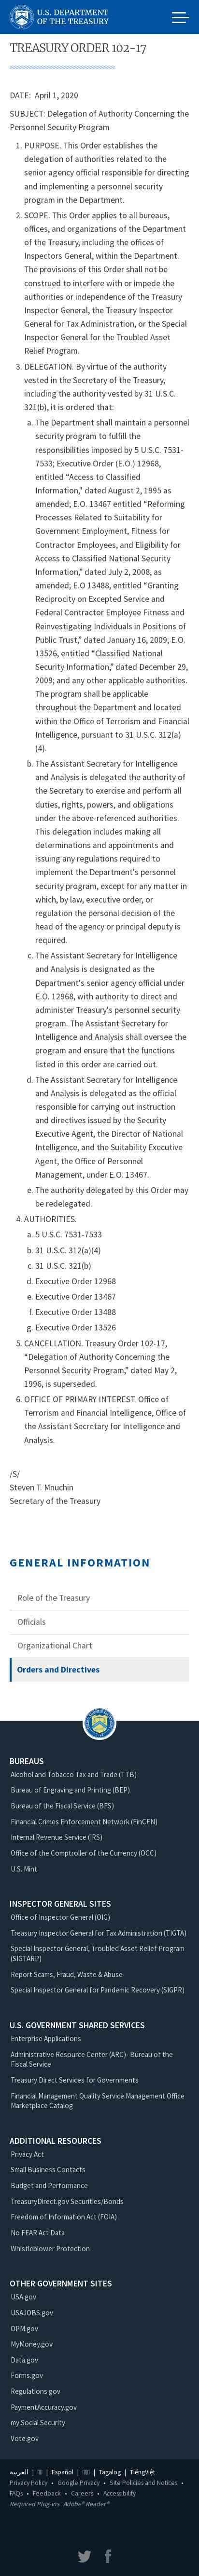 U.S. DEPARTMENT
OF THE TREASURY
TREASURY ORDER 102-17
DATE: April 1, 2020
SUBJECT: Delegation of Authority Concerning the
Personnel Security Program
1. PURPOSE. This Order establishes the
delegation of authorities related to the
senior agency official responsible for directing
and implementing a personnel security
program in the Department.
2. SCOPE. This Order applies to all bureaus,
offices, and organizations of the Department
of the Treasury, including the offices of
Inspectors General, within the Department.
The provisions of this Order shall not be
construed to interfere with or impede the
authorities or independence of the Treasury
Inspector General, the Treasury Inspector
General for Tax Administration, or the Special
Inspector General for the Troubled Asset
Relief Program.
3. DELEGATION. By virtue of the authority
vested in the Secretary of the Treasury,
including the authority vested by 31 U.S.C.
321(b), it is ordered that:
a. The Department shall maintain a personnel
security program to fulfill the
responsibilities imposed by 5 U.S.C. 7531-
7533; Executive Order (E.O.) 12968,
entitled “Access to Classified
Information,” dated August 2, 1995 as
amended; E.O. 13467 entitled “Reforming
Processes Related to Suitability for
Government Employment, Fitness for
Contractor Employees, and Eligibility for
Access to Classified National Security
Information,” dated July 2, 2008, as
amended; E.O 13488, entitled “Granting
Reciprocity on Excepted Service and
Federal Contractor Employee Fitness and
Reinvestigating Individuals in Positions of
Public Trust,” dated January 16, 2009; E.O.
13526, entitled “Classified National
Security Information,” dated December 29,
2009; and any other applicable authorities.
The program shall be applicable
throughout the Department and located
within the Office of Terrorism and Financial
Intelligence, pursuant to 31 U.S.C. 312(a)
(4).
b. The Assistant Secretary for Intelligence
and Analysis is delegated the authority of
the Secretary to exercise and perform all
duties, rights, powers, and obligations
under the above-referenced authorities.
This delegation includes making all
determinations and appointments and
issuing any regulations required to
implement the Department's personnel
security program, except for any matter in
which, by law, executive order, or
regulation the personal decision of the
head of the agency or principal deputy is
required.
c. The Assistant Secretary for Intelligence
and Analysis is designated as the
Department's senior agency official under
E.O. 12968, with authority to direct and
administer Treasury's personnel security
program. The Assistant Secretary for
Intelligence and Analysis shall oversee the
program and ensure that the functions
listed in this order are carried out.
d. The Assistant Secretary for Intelligence
and Analysis is delegated as the official
responsible for carrying out instruction
and directives issued by the Security
Executive Agent, the Director of National
Intelligence, and the Suitability Executive
Agent, the Office of Personnel
Management, under E.O. 13467.
e. The authority delegated by this Order may
be redelegated.
4. AUTHORITIES.
a. 5 U.S.C. 7531-7533
b. 31 U.S.C. 312(a)(4)
c. 31 U.S.C. 321(b)
d. Executive Order 12968
e. Executive Order 13467
f. Executive Order 13488
g. Executive Order 13526
5. CANCELLATION. Treasury Order 102-17,
“Delegation of Authority Concerning the
Personnel Security Program,” dated May 2,
1996, is superseded.
6. OFFICE OF PRIMARY INTEREST. Office of
Terrorism and Financial Intelligence, Office of
the Assistant Secretary for Intelligence and
Analysis.
/S/
Steven T. Mnuchin
Secretary of the Treasury
GENERAL INFORMATION
Role of the Treasury
Officials
Organizational Chart
Orders and Directives
BUREAUS
Alcohol and Tobacco Tax and Trade (TTB)
Bureau of Engraving and Printing (BEP)
Bureau of the Fiscal Service (BFS)
Financial Crimes Enforcement Network (FinCEN)
Internal Revenue Service (IRS)
Office of the Comptroller of the Currency (OCC)
U.S. Mint
INSPECTOR GENERAL SITES
Office of Inspector General (OIG)
Treasury Inspector General for Tax Administration (TIGTA)
Special Inspector General, Troubled Asset Relief Program
(SIGTARP)
Report Scams, Fraud, Waste & Abuse
Special Inspector General for Pandemic Recovery (SIGPR)
U.S. GOVERNMENT SHARED SERVICES
Enterprise Applications
Administrative Resource Center (ARC)- Bureau of the
Fiscal Service
Treasury Direct Services for Governments
Financial Management Quality Service Management Office
Marketplace Catalog
ADDITIONAL RESOURCES
Privacy Act
Small Business Contacts
Budget and Performance
TreasuryDirect.gov Securities/Bonds
Freedom of Information Act (FOIA)
No FEAR Act Data
Whistleblower Protection
OTHER GOVERNMENT SITES
USA.gov
USAJOBS.gov
OPM.gov
MyMoney.gov
Data.gov
Forms.gov
Regulations.gov
PaymentAccuracy.gov
my Social Security
Vote.gov
العربية | | Español | | Tagalog | TiếngViệt
Privacy Policy • Google Privacy • Site Policies and Notices •
FAQs • Feedback • Careers • Accessibility
Required Plug-ins Adobe® Reader®